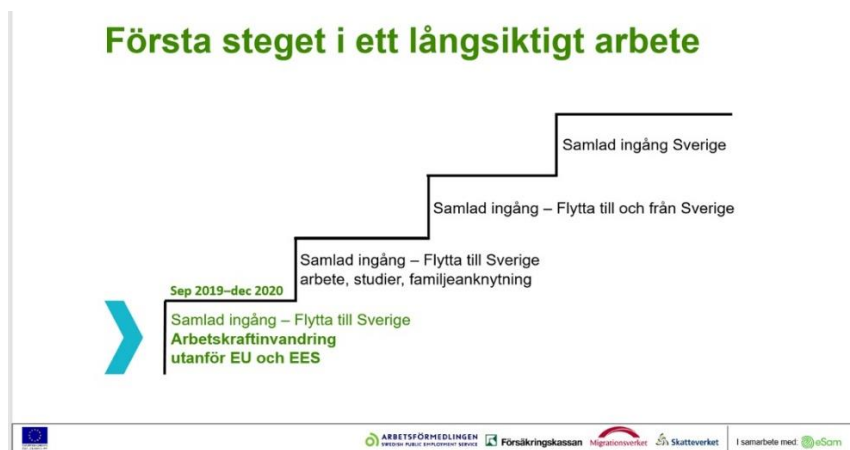 Första steget i ett långsiktigt arbete
Samlad ingång Sverige
Samlad ingång – Flytta till och från Sverige
Samlad ingång – Flytta till Sverige
arbete, studier, familjeanknytning
Sep 2019–dec 2020
Samlad ingång – Flytta till Sverige
Arbetskraftinvandring
utanför EU och EES
ARBETSFÖRMEDLINGEN
SWEDISH PUBLIC EMPLOYMENT SERVICE
Försäkringskassan
Migrationsverket
Skatteverket
I samarbete med:
eSam